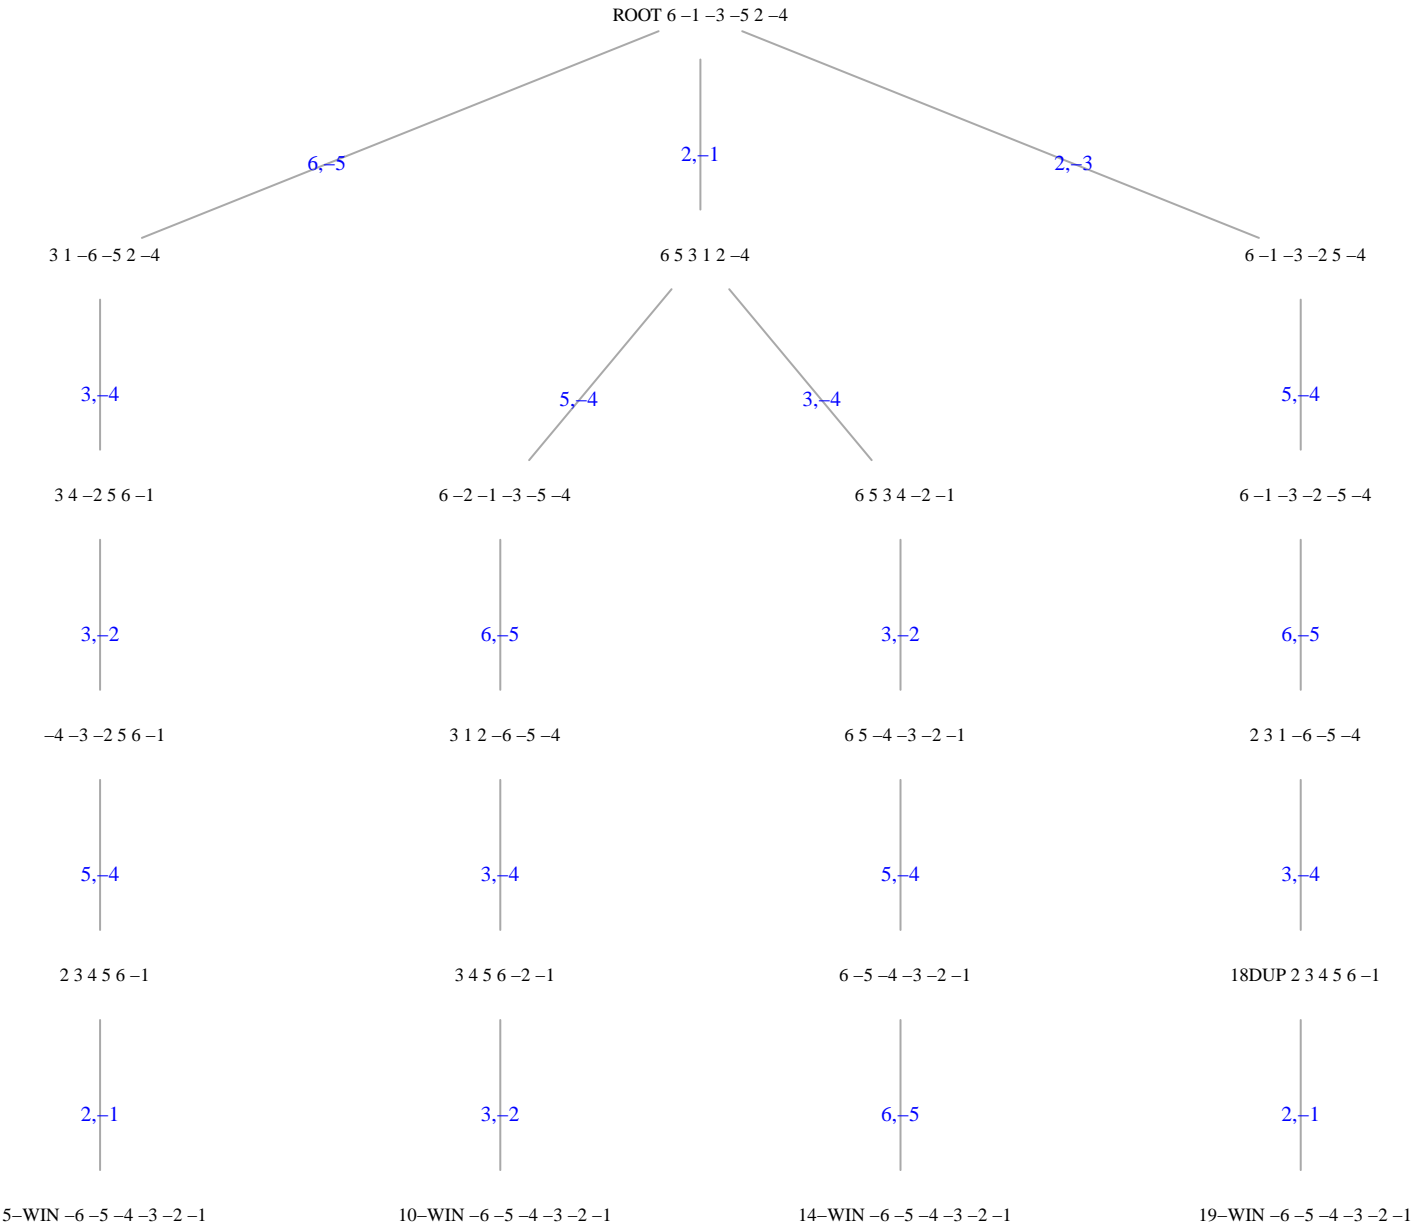 ROOT 6 –1 –3 –5 2 –4
6,–5
2,–1
2,–3
3 1 –6 –5 2 –4
6 5 3 1 2 –4
6 –1 –3 –2 5 –4
3,–4
5,–4
3,–4
5,–4
3 4 –2 5 6 –1
6 –2 –1 –3 –5 –4
6 5 3 4 –2 –1
6 –1 –3 –2 –5 –4
3,–2
6,–5
3,–2
6,–5
–4 –3 –2 5 6 –1
3 1 2 –6 –5 –4
6 5 –4 –3 –2 –1
2 3 1 –6 –5 –4
5,–4
3,–4
5,–4
3,–4
2 3 4 5 6 –1
3 4 5 6 –2 –1
6 –5 –4 –3 –2 –1
18DUP 2 3 4 5 6 –1
2,–1
3,–2
6,–5
2,–1
5–WIN –6 –5 –4 –3 –2 –1
10–WIN –6 –5 –4 –3 –2 –1
14–WIN –6 –5 –4 –3 –2 –1
19–WIN –6 –5 –4 –3 –2 –1